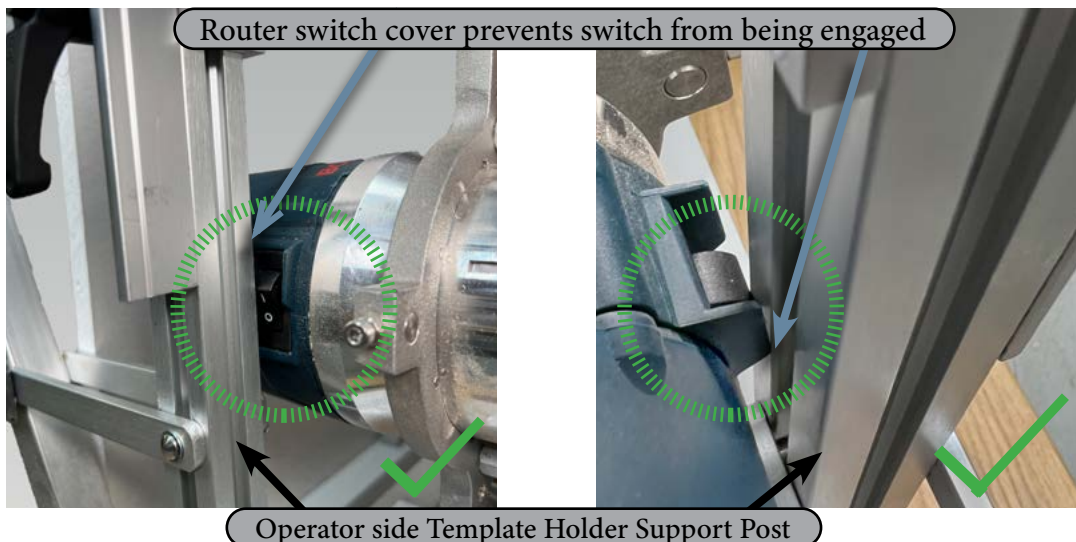 Router switch cover prevents switch from being engaged
O
Operator side Template Holder Support Post